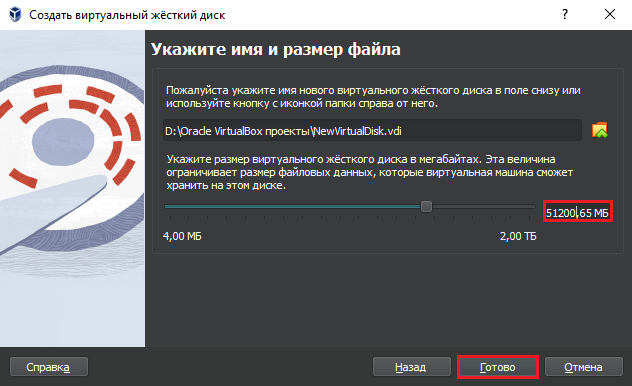 Создать виртуальный жёсткий диск
?
Укажите имя и размер файла
Пожалуйста укажите имя нового виртуального жёсткого диска в поле снизу или
используйте кнопку с иконкой папки справа от него.
D:\Oracle VirtualBox проекты\NewVirtualDisk.vdi
Укажите размер виртуального жёсткого диска в мегабайтах. Эта величина
ограничивает размер файловых данных, которые виртуальная машина сможет
хранить на этом диске.
51200,65 МБ
4,00 МБ 2,00 ТБ
Справка Назад Готово Отмена